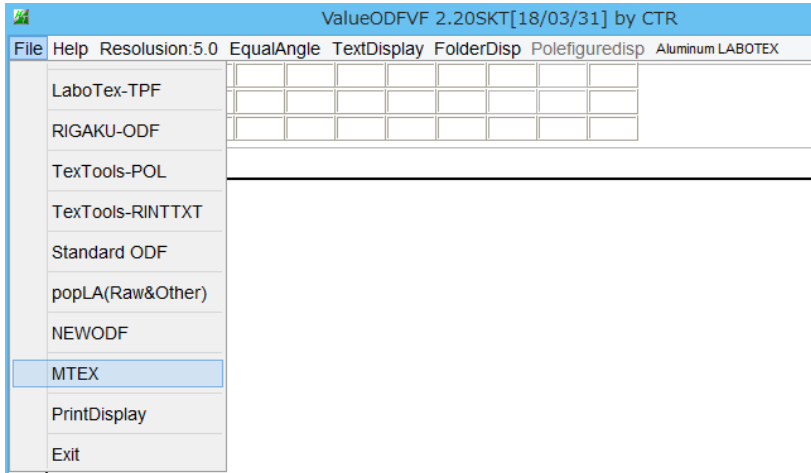 ValueODFVF 2.20SKT[18/03/31] by CTR
File Help Resolusion:5.0 EqualAngle TextDisplay FolderDisp Polefiguredisp Aluminum LABOTEX
LaboTex-TPF
RIGAKU-ODF
TexTools-POL
TexTools-RINTTXT
Standard ODF
popLA(Raw&Other)
NEWODF
MTEX
PrintDisplay
Exit